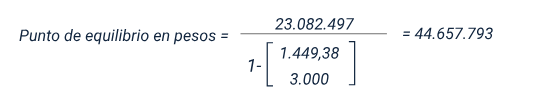 23.082.497
Punto de equilibrio en pesos = = 44.657.793
1- [ 1.449,38 ]
3.000